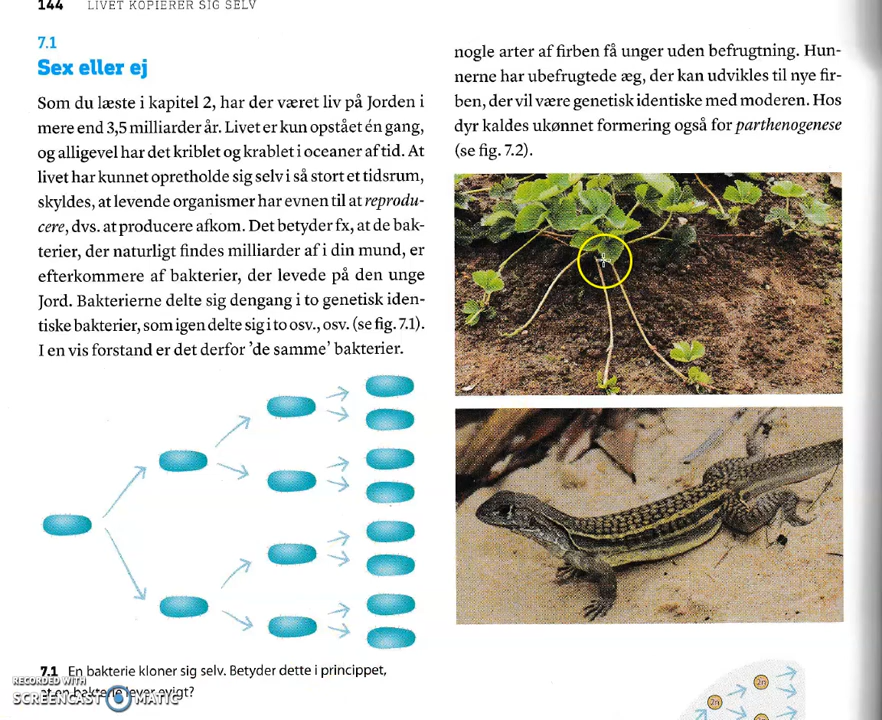 144 LIVET KOPIERER SIG SELV
7.1
Sex eller ej
Som du læste i kapitel 2, har der været liv på Jorden i
mere end 3,5 milliarder år. Livet er kun opstået én gang,
og alligevel har det kriblet og krablet i oceaner af tid. At
livet har kunnet opretholde sig selv i så stort et tidsrum,
skyldes, at levende organismer har evnen til at reprodu-
cere, dvs. at producere afkom. Det betyder fx, at de bak-
terier, der naturligt findes milliarder af i din mund, er
efterkommere af bakterier, der levede på den unge
Jord. Bakterierne delte sig dengang i to genetisk iden-
tiske bakterier, som igen delte sig i to osv., osv. (se fig. 7.1).
I en vis forstand er det derfor ’de samme’ bakterier.
7.1 En bakterie kloner sig selv. Betyder dette i princippet,
at en bakterie lever evigt?
RECORDED WITH
SCREENCAST MATIC
nogle arter af firben få unger uden befrugtning. Hun-
nerne har ubefrugtede æg, der kan udvikles til nye fir-
ben, der vil være genetisk identiske med moderen. Hos
dyr kaldes ukønnet formering også for parthenogenese
(se fig. 7.2).
2n
2n